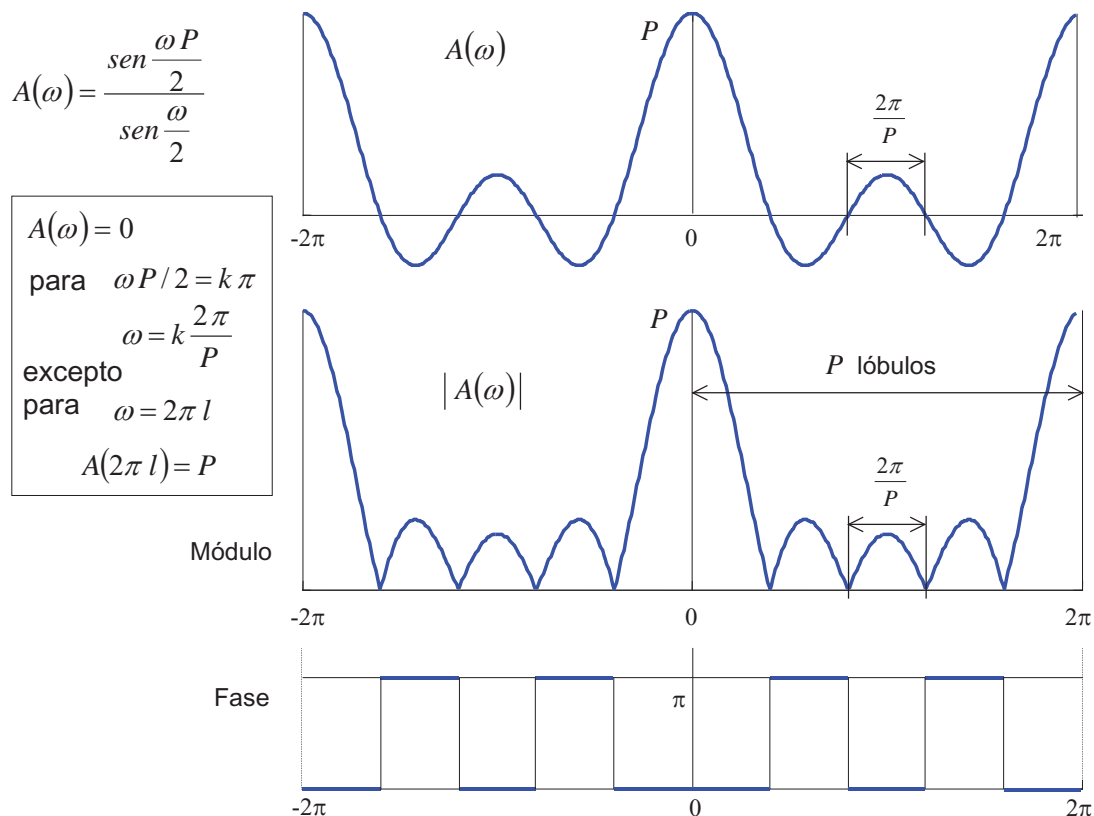 A(ω) = sen ωP/2 / sen ω/2
P
A(ω)
2π/P
-2π 0 2π
A(ω) = 0
para ωP/2 = kπ
ω = k 2π/P
excepto
para ω = 2πl
A(2πl) = P
P
P lóbulos
|A(ω)|
2π/P
Módulo
-2π 0 2π
Fase
π
-2π 0 2π